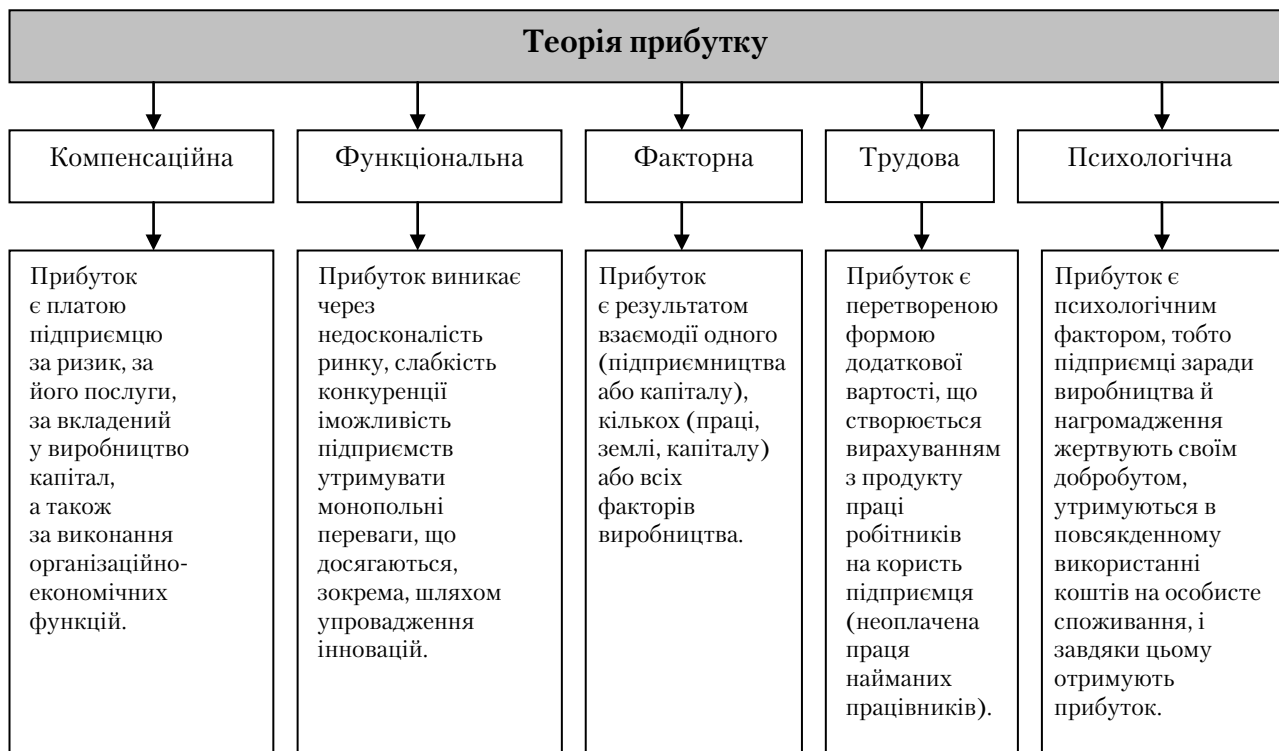 Теорія прибутку
Компенсаційна
Функціональна
Факторна
Трудова
Психологічна
Прибуток
є платою
підприємцю
за ризик, за
його послуги,
за вкладений
у виробництво
капітал,
а також
за виконання
організаційно-
економічних
функцій.
Прибуток виникає
через
недосконалість
ринку, слабкість
конкуренції
іможливість
підприємств
утримувати
монопольні
переваги, що
досягаються,
зокрема, шляхом
упровадження
інновацій.
Прибуток
є результатом
взаємодії одного
(підприємництва
або капіталу),
кількох (праці,
землі, капіталу)
або всіх
факторів
виробництва.
Прибуток є
перетвореною
формою
додаткової
вартості, що
створюється
вирахуванням
з продукту
праці
робітників
на користь
підприємця
(неоплачена
праця
найманих
працівників).
Прибуток є
психологічним
фактором, тобто
підприємці заради
виробництва й
нагромадження
жертвують своїм
добробутом,
утримуються в
повсякденному
використанні
коштів на особисте
споживання, і
завдяки цьому
отримують
прибуток.